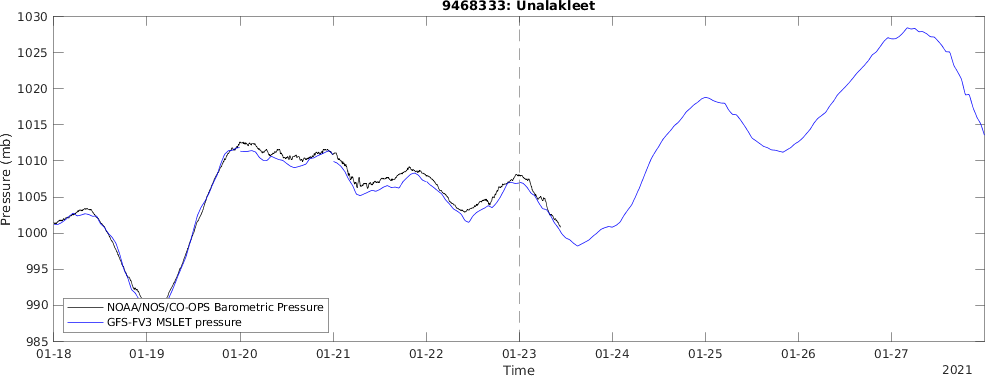 9468333: Unalakleet
Pressure (mb)
1030
1025
1020
1015
1010
1005
1000
995
990
985
NOAA/NOS/CO-OPS Barometric Pressure
GFS-FV3 MSLET pressure
01-18 01-19 01-20 01-21 01-22 01-23 01-24 01-25 01-26 01-27
Time
2021